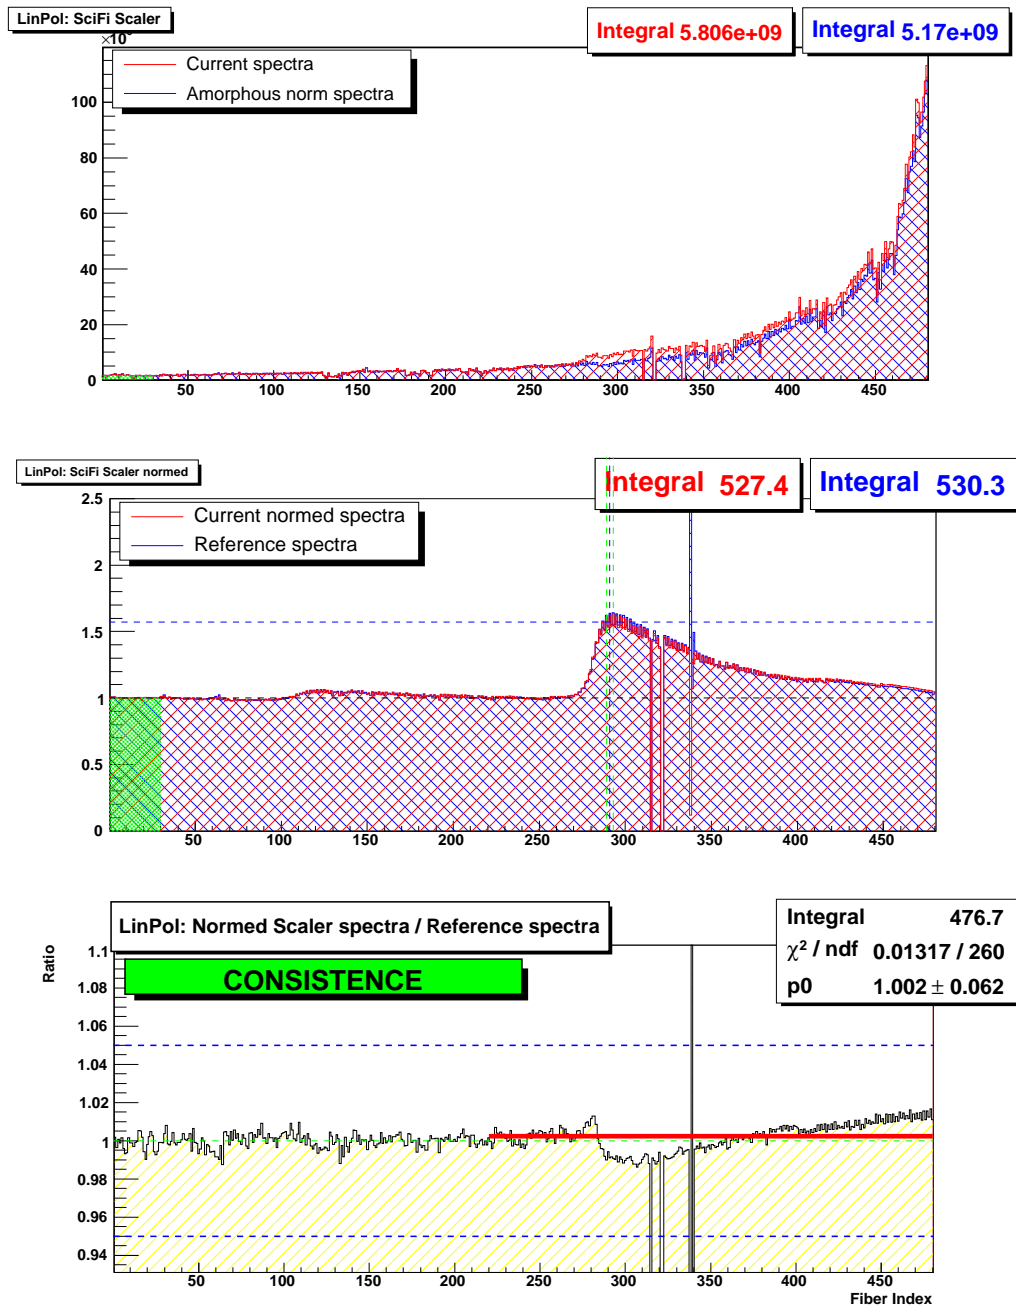 LinPol: SciFi Scaler
Integral 5.806e+09
Integral 5.17e+09
Current spectra
Amorphous norm spectra
100
80
60
40
20
0
50 100 150 200 250 300 350 400 450
LinPol: SciFi Scaler normed
Integral 527.4
Integral 530.3
Current normed spectra
Reference spectra
2.5
2
1.5
1
0.5
0
50 100 150 200 250 300 350 400 450
LinPol: Normed Scaler spectra / Reference spectra
Integral 476.7
χ² / ndf 0.01317 / 260
p0 1.002 ± 0.062
CONSISTENCE
Ratio
1.1
1.08
1.06
1.04
1.02
1
0.98
0.96
0.94
50 100 150 200 250 300 350 400 450
Fiber Index